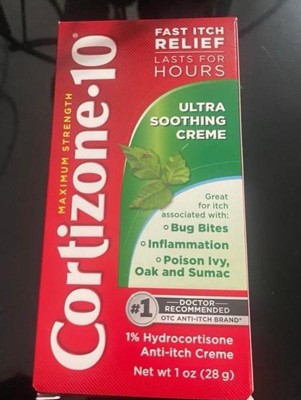 FAST ITCH
RELIEF
LASTS FOR
HOURS
MAXIMUM STRENGTH
Cortizone·10®
ULTRA
SOOTHING
CREME
Great
for itch
associated with:
Bug Bites
Inflammation
Poison Ivy,
Oak and Sumac
#1
DOCTOR
RECOMMENDED
OTC ANTI-ITCH BRAND*
1% Hydrocortisone
Anti-itch Creme
Net wt 1 oz (28 g)